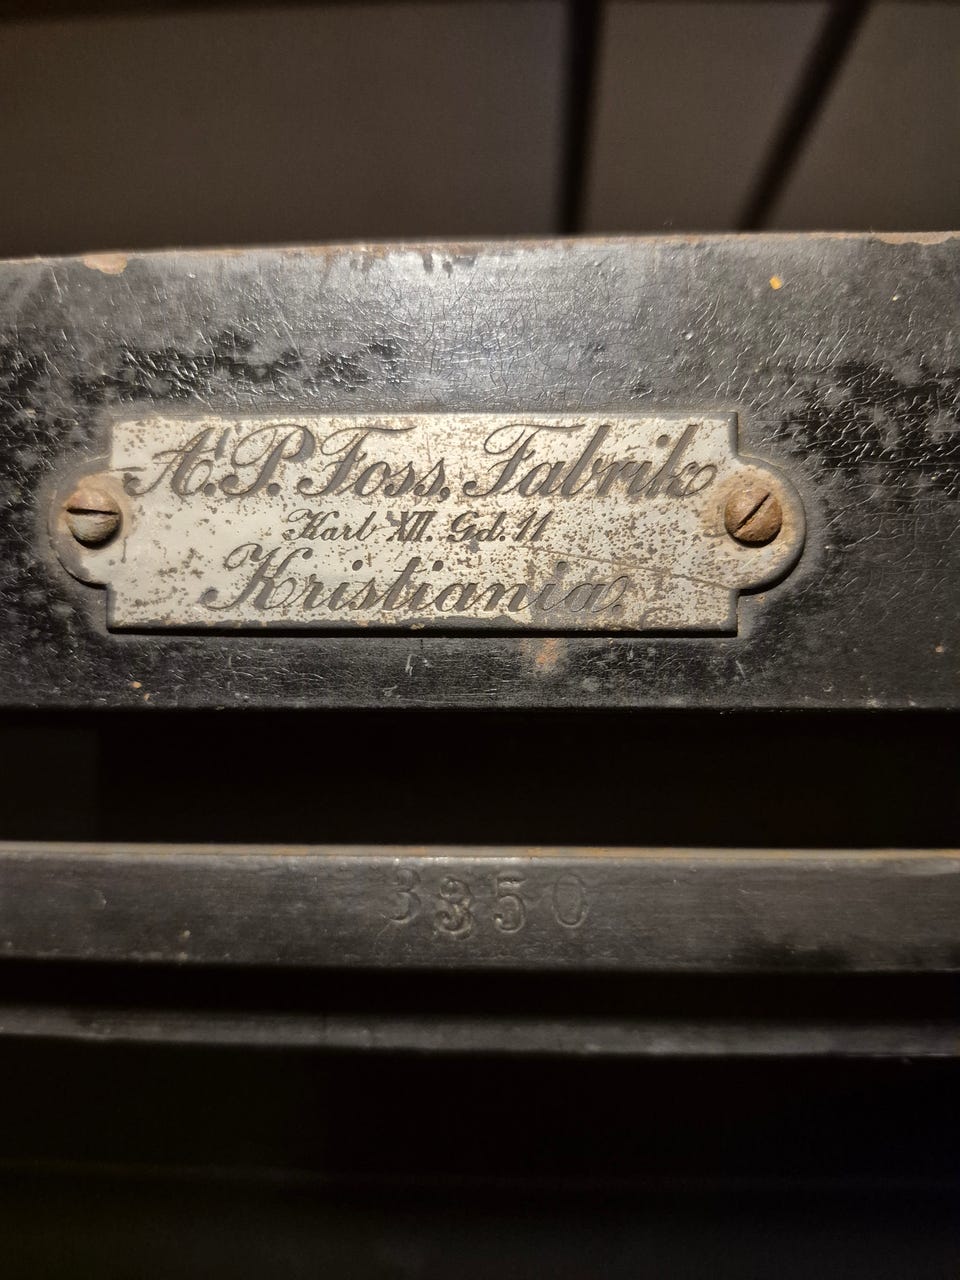 A. P. Foss, Fabrik
Karl XII. Gd. 11
Kristiania.
3350